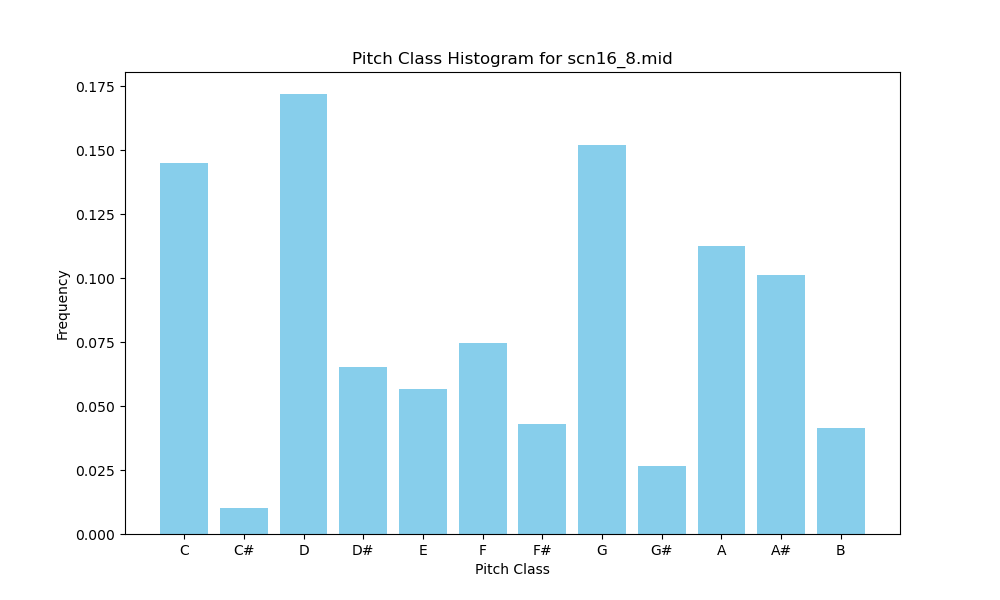 Pitch Class Histogram for scn16_8.mid
0.175
0.150
0.125
0.100
0.075
0.050
0.025
0.000
Frequency
C C# D D# E F F# G G# A A# B
Pitch Class